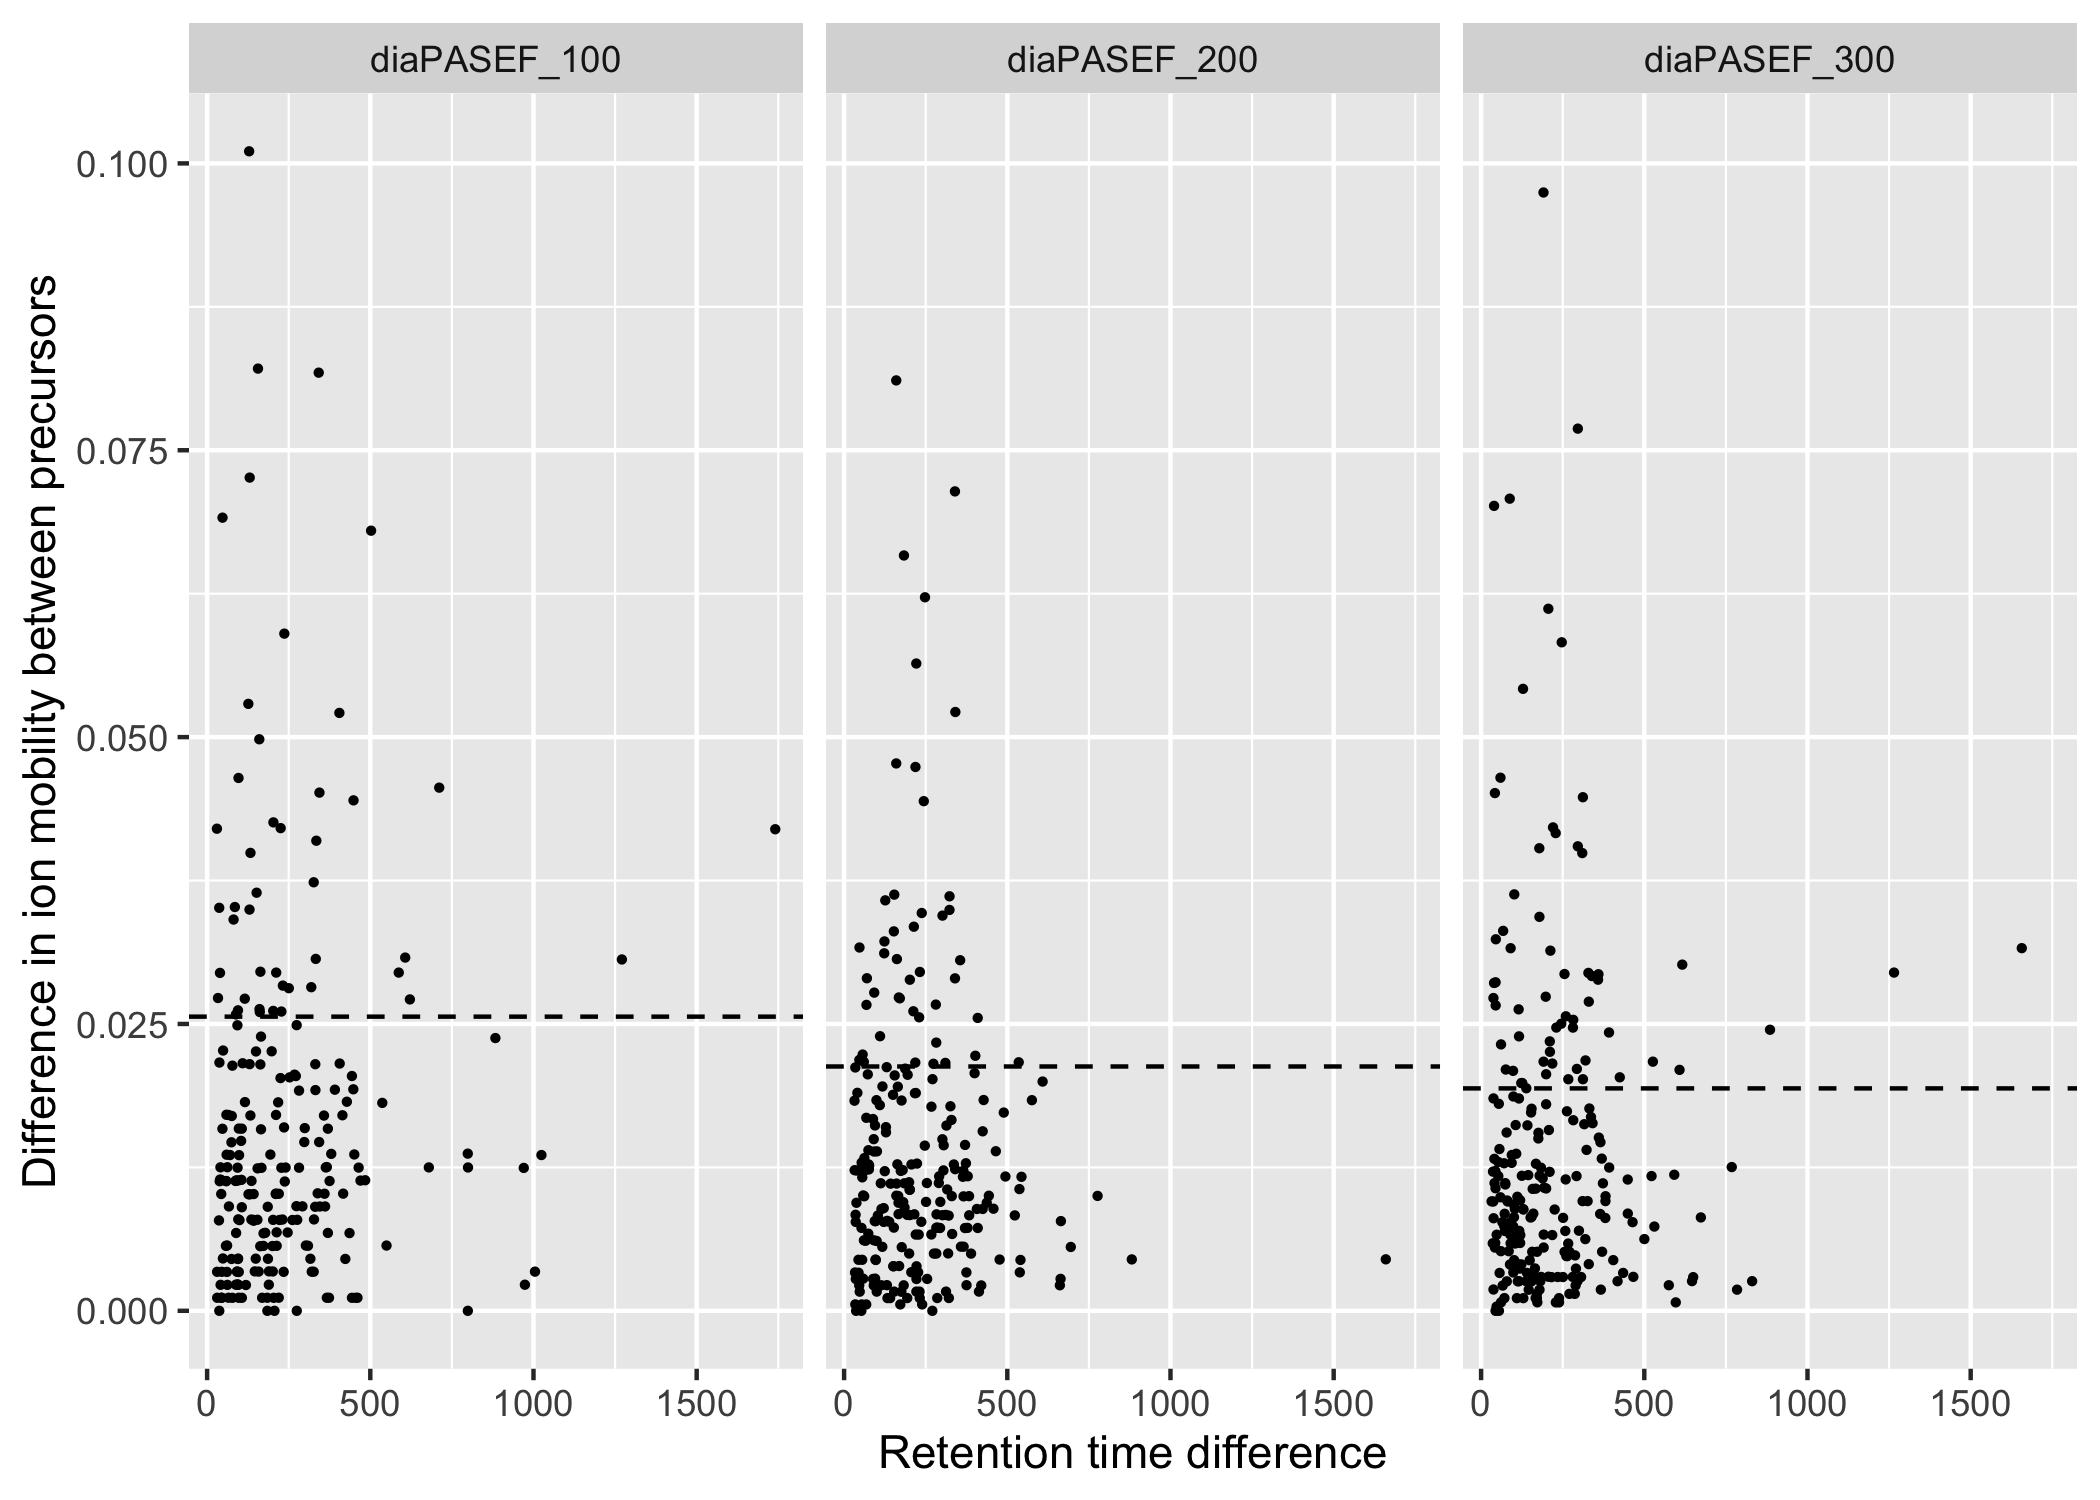 diaPASEF_100 diaPASEF_200 diaPASEF_300
Difference in ion mobility between precursors
0.100
0.075
0.050
0.025
0.000
0 500 1000 1500 0 500 1000 1500 0 500 1000 1500
Retention time difference